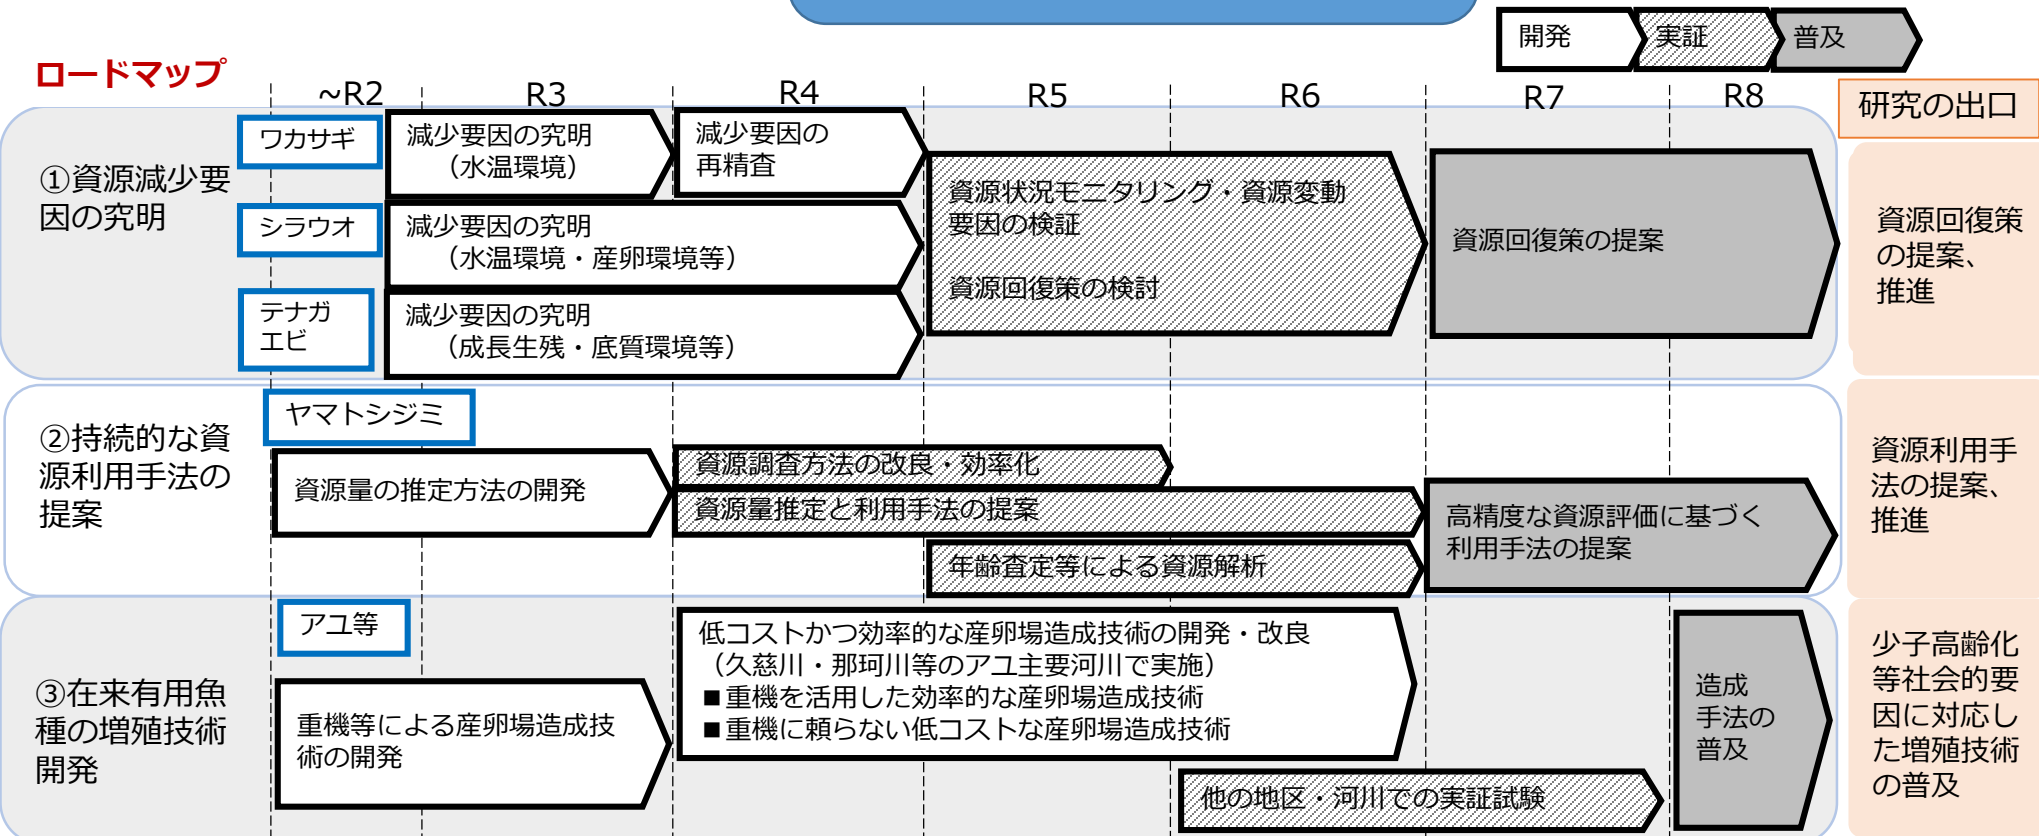 開発
実証
普及
ロードマップ
~R2
R3
R4
R5
R6
R7
R8
研究の出口
①資源減少要
因の究明
ワカサギ
減少要因の究明
（水温環境）
減少要因の
再精査
シラウオ
減少要因の究明
（水温環境・産卵環境等）
テナガ
エビ
減少要因の究明
（成長生残・底質環境等）
資源状況モニタリング・資源変動
要因の検証
資源回復策の検討
資源回復策の提案
資源回復策
の提案、
推進
②持続的な資
源利用手法の
提案
ヤマトシジミ
資源量の推定方法の開発
資源調査方法の改良・効率化
資源量推定と利用手法の提案
年齢査定等による資源解析
高精度な資源評価に基づく
利用手法の提案
資源利用手
法の提案、
推進
③在来有用魚
種の増殖技術
開発
アユ等
重機等による産卵場造成技
術の開発
低コストかつ効率的な産卵場造成技術の開発・改良
（久慈川・那珂川等のアユ主要河川で実施）
■重機を活用した効率的な産卵場造成技術
■重機に頼らない低コストな産卵場造成技術
他の地区・河川での実証試験
造成
手法の
普及
少子高齢化
等社会的要
因に対応し
た増殖技術
の普及